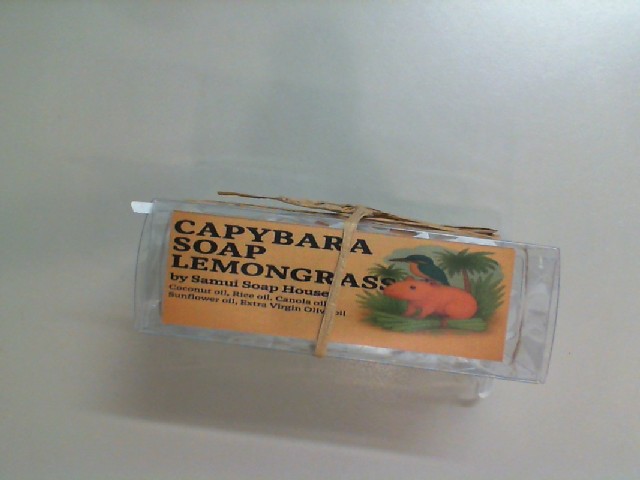 CAPYBARA
SOAP
LEMONGRASS
by Samui Soap House
Coconut oil, Rice oil, Canola oil
Sunflower oil, Extra Virgin Olive oil